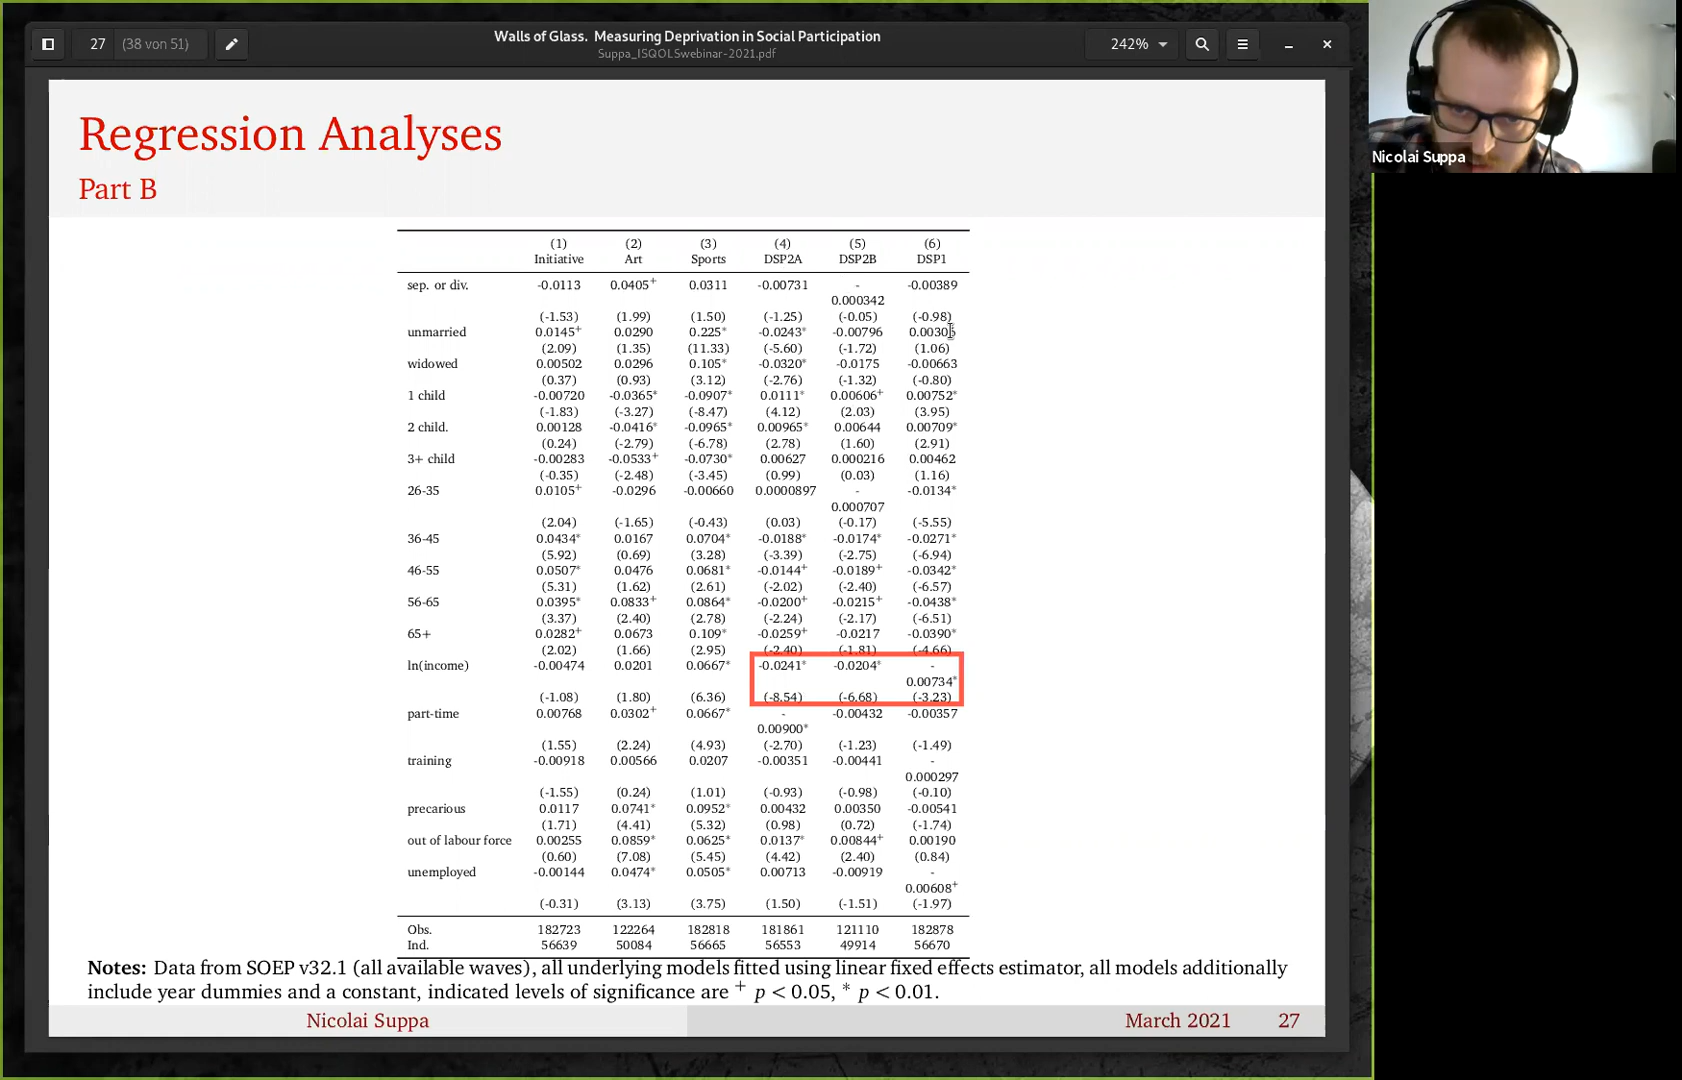 27 (38 von 51)
Walls of Glass. Measuring Deprivation in Social Participation
Suppa_ISQOLSwebinar-2021.pdf
242%
Nicolai Suppa
Regression Analyses
Part B
(1) (2) (3) (4) (5) (6)
Initiative Art Sports DSP2A DSP2B DSP1
sep. or div. -0.0113 0.0405+ 0.0311 -0.00731 - -0.00389
0.000342
(-1.53) (1.99) (1.50) (-1.25) (-0.05) (-0.98)
unmarried 0.0145+ 0.0290 0.225* -0.0243* -0.00796
(2.09) (1.35) (11.33) (-5.60) (-1.72) (1.06)
widowed 0.00502 0.0296 0.105* -0.0320* -0.0175 -0.00663
(0.37) (0.93) (3.12) (-2.76) (-1.32) (-0.80)
1 child -0.00720 -0.0365* -0.0907* 0.0111* 0.00606+ 0.00752*
(-1.83) (-3.27) (-8.47) (4.12) (2.03) (3.95)
2 child. 0.00128 -0.0416* -0.0965* 0.00965* 0.00644 0.00709*
(0.24) (-2.79) (-6.78) (2.78) (1.60) (2.91)
3+ child -0.00283 -0.0533+ -0.0730* 0.00627 0.000216 0.00462
(-0.35) (-2.48) (-3.45) (0.99) (0.03) (1.16)
26-35 0.0105+ -0.0296 -0.00660 0.0000897 - -0.0134*
0.000707
(2.04) (-1.65) (-0.43) (0.03) (-0.17) (-5.55)
36-45 0.0434* 0.0167 0.0704* -0.0188* -0.0174* -0.0271*
(5.92) (0.69) (3.28) (-3.39) (-2.75) (-6.94)
46-55 0.0507* 0.0476 0.0681* -0.0144+ -0.0189+ -0.0342*
(5.31) (1.62) (2.61) (-2.02) (-2.40) (-6.57)
56-65 0.0395* 0.0833+ 0.0864* -0.0200+ -0.0215+ -0.0438*
(3.37) (2.40) (2.78) (-2.24) (-2.17) (-6.51)
65+ 0.0282+ 0.0673 0.109* -0.0259+ -0.0217 -0.0390*
(2.02) (1.66) (2.95) (-2.40) (-1.81) (-4.66)
ln(income) -0.00474 0.0201 0.0667* -0.0241* -0.0204* -
0.00734*
(-1.08) (1.80) (6.36) (-8.54) (-6.68) (-3.23)
part-time 0.00768 0.0302+ 0.0667* - -0.00432 -0.00357
0.00900*
(1.55) (2.24) (4.93) (-2.70) (-1.23) (-1.49)
training -0.00918 0.00566 0.0207 -0.00351 -0.00441 -
0.000297
(-1.55) (0.24) (1.01) (-0.93) (-0.98) (-0.10)
precarious 0.0117 0.0741* 0.0952* 0.00432 0.00350 -0.00541
(1.71) (4.41) (5.32) (0.98) (0.72) (-1.74)
out of labour force 0.00255 0.0859* 0.0625* 0.0137* 0.00844+ 0.00190
(0.60) (7.08) (5.45) (4.42) (2.40) (0.84)
unemployed -0.00144 0.0474* 0.0505* 0.00713 -0.00919 -
0.00608+
(-0.31) (3.13) (3.75) (1.50) (-1.51) (-1.97)
Obs. 182723 122264 182818 181861 121110 182878
Ind. 56639 50084 56665 56553 49914 56670
Notes: Data from SOEP v32.1 (all available waves), all underlying models fitted using linear fixed effects estimator, all models additionally
include year dummies and a constant, indicated levels of significance are + p < 0.05, * p < 0.01.
Nicolai Suppa March 2021 27